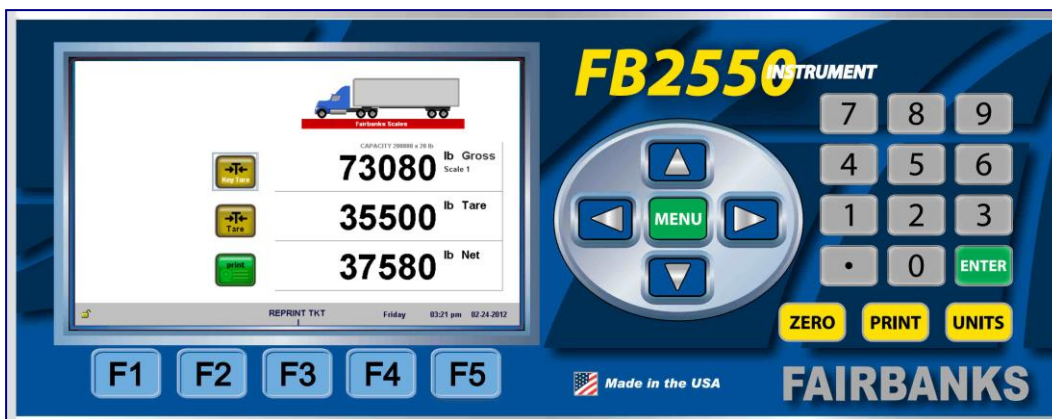 FB2550
INSTRUMENT
Fairbanks Scales
CAPACITY 200000 x 20 lb
73080 lb Gross
Scale 1
→T←
Key Tare
35500 lb Tare
→T←
Tare
37580 lb Net
print
REPRINT TKT Friday 03:21 pm 02-24-2012
F1 F2 F3 F4 F5
MENU
7 8 9
4 5 6
1 2 3
• 0 ENTER
ZERO PRINT UNITS
Made in the USA
FAIRBANKS